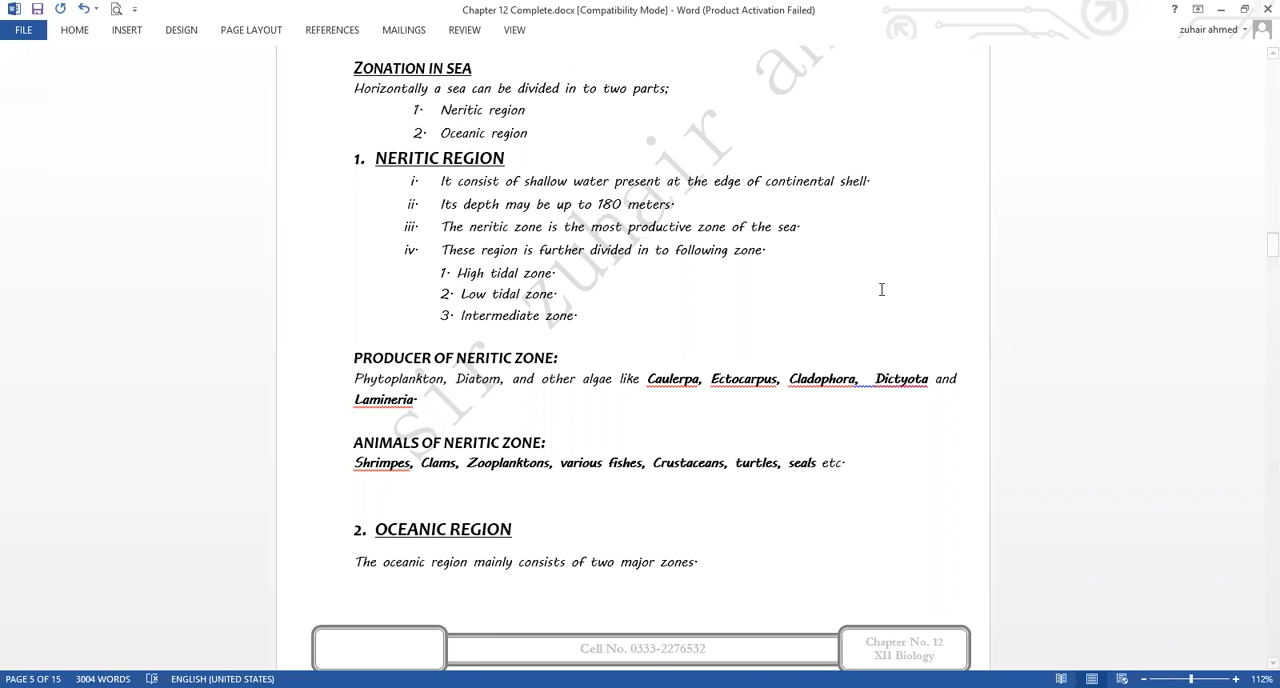 Chapter 12 Complete.docx [Compatibility Mode] - Word (Product Activation Failed)
FILE HOME INSERT DESIGN PAGE LAYOUT REFERENCES MAILINGS REVIEW VIEW zuhair ahmed
ZONATION IN SEA
Horizontally a sea can be divided in to two parts;
1. Neritic region
2. Oceanic region
1. NERITIC REGION
i. It consist of shallow water present at the edge of continental shell.
ii. Its depth may be up to 180 meters.
iii. The neritic zone is the most productive zone of the sea.
iv. These region is further divided in to following zone.
1. High tidal zone.
2. Low tidal zone.
3. Intermediate zone.
PRODUCER OF NERITIC ZONE:
Phytoplankton, Diatom, and other algae like Caulerpa, Ectocarpus, Cladophora, Dictyota and
Lamineria.
ANIMALS OF NERITIC ZONE:
Shrimpes, Clams, Zooplanktons, various fishes, Crustaceans, turtles, seals etc.
2. OCEANIC REGION
The oceanic region mainly consists of two major zones.
sir zuhair
Cell No. 0333-2276532
Chapter No. 12
XII Biology
PAGE 5 OF 15 3004 WORDS ENGLISH (UNITED STATES) 112%